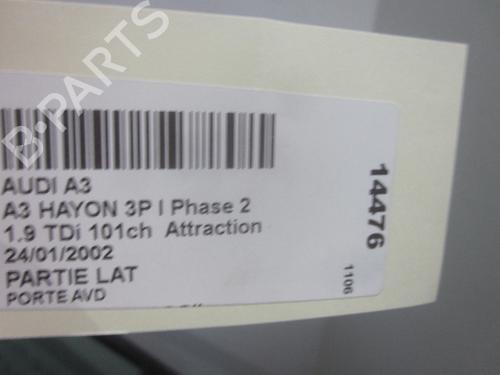 B-PARTS
AUDI A3
A3 HAYON 3P I Phase 2
1.9 TDi 101ch Attraction
24/01/2002
PARTIE LAT
PORTE AVD
14476
1106